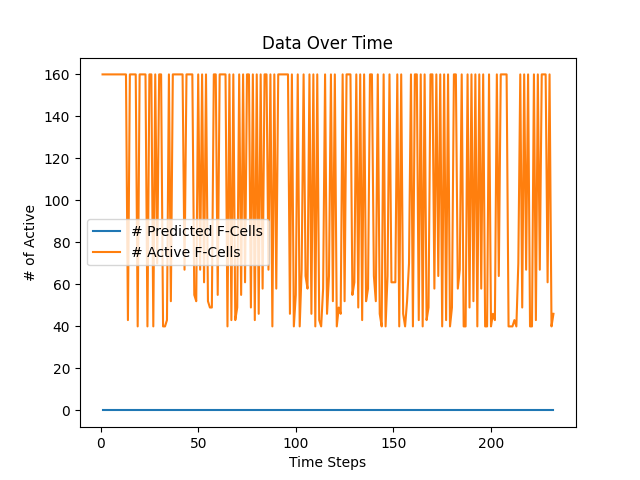 Data Over Time
160
140
120
100
80
60
40
20
0
# of Active
# Predicted F-Cells
# Active F-Cells
0 50 100 150 200
Time Steps